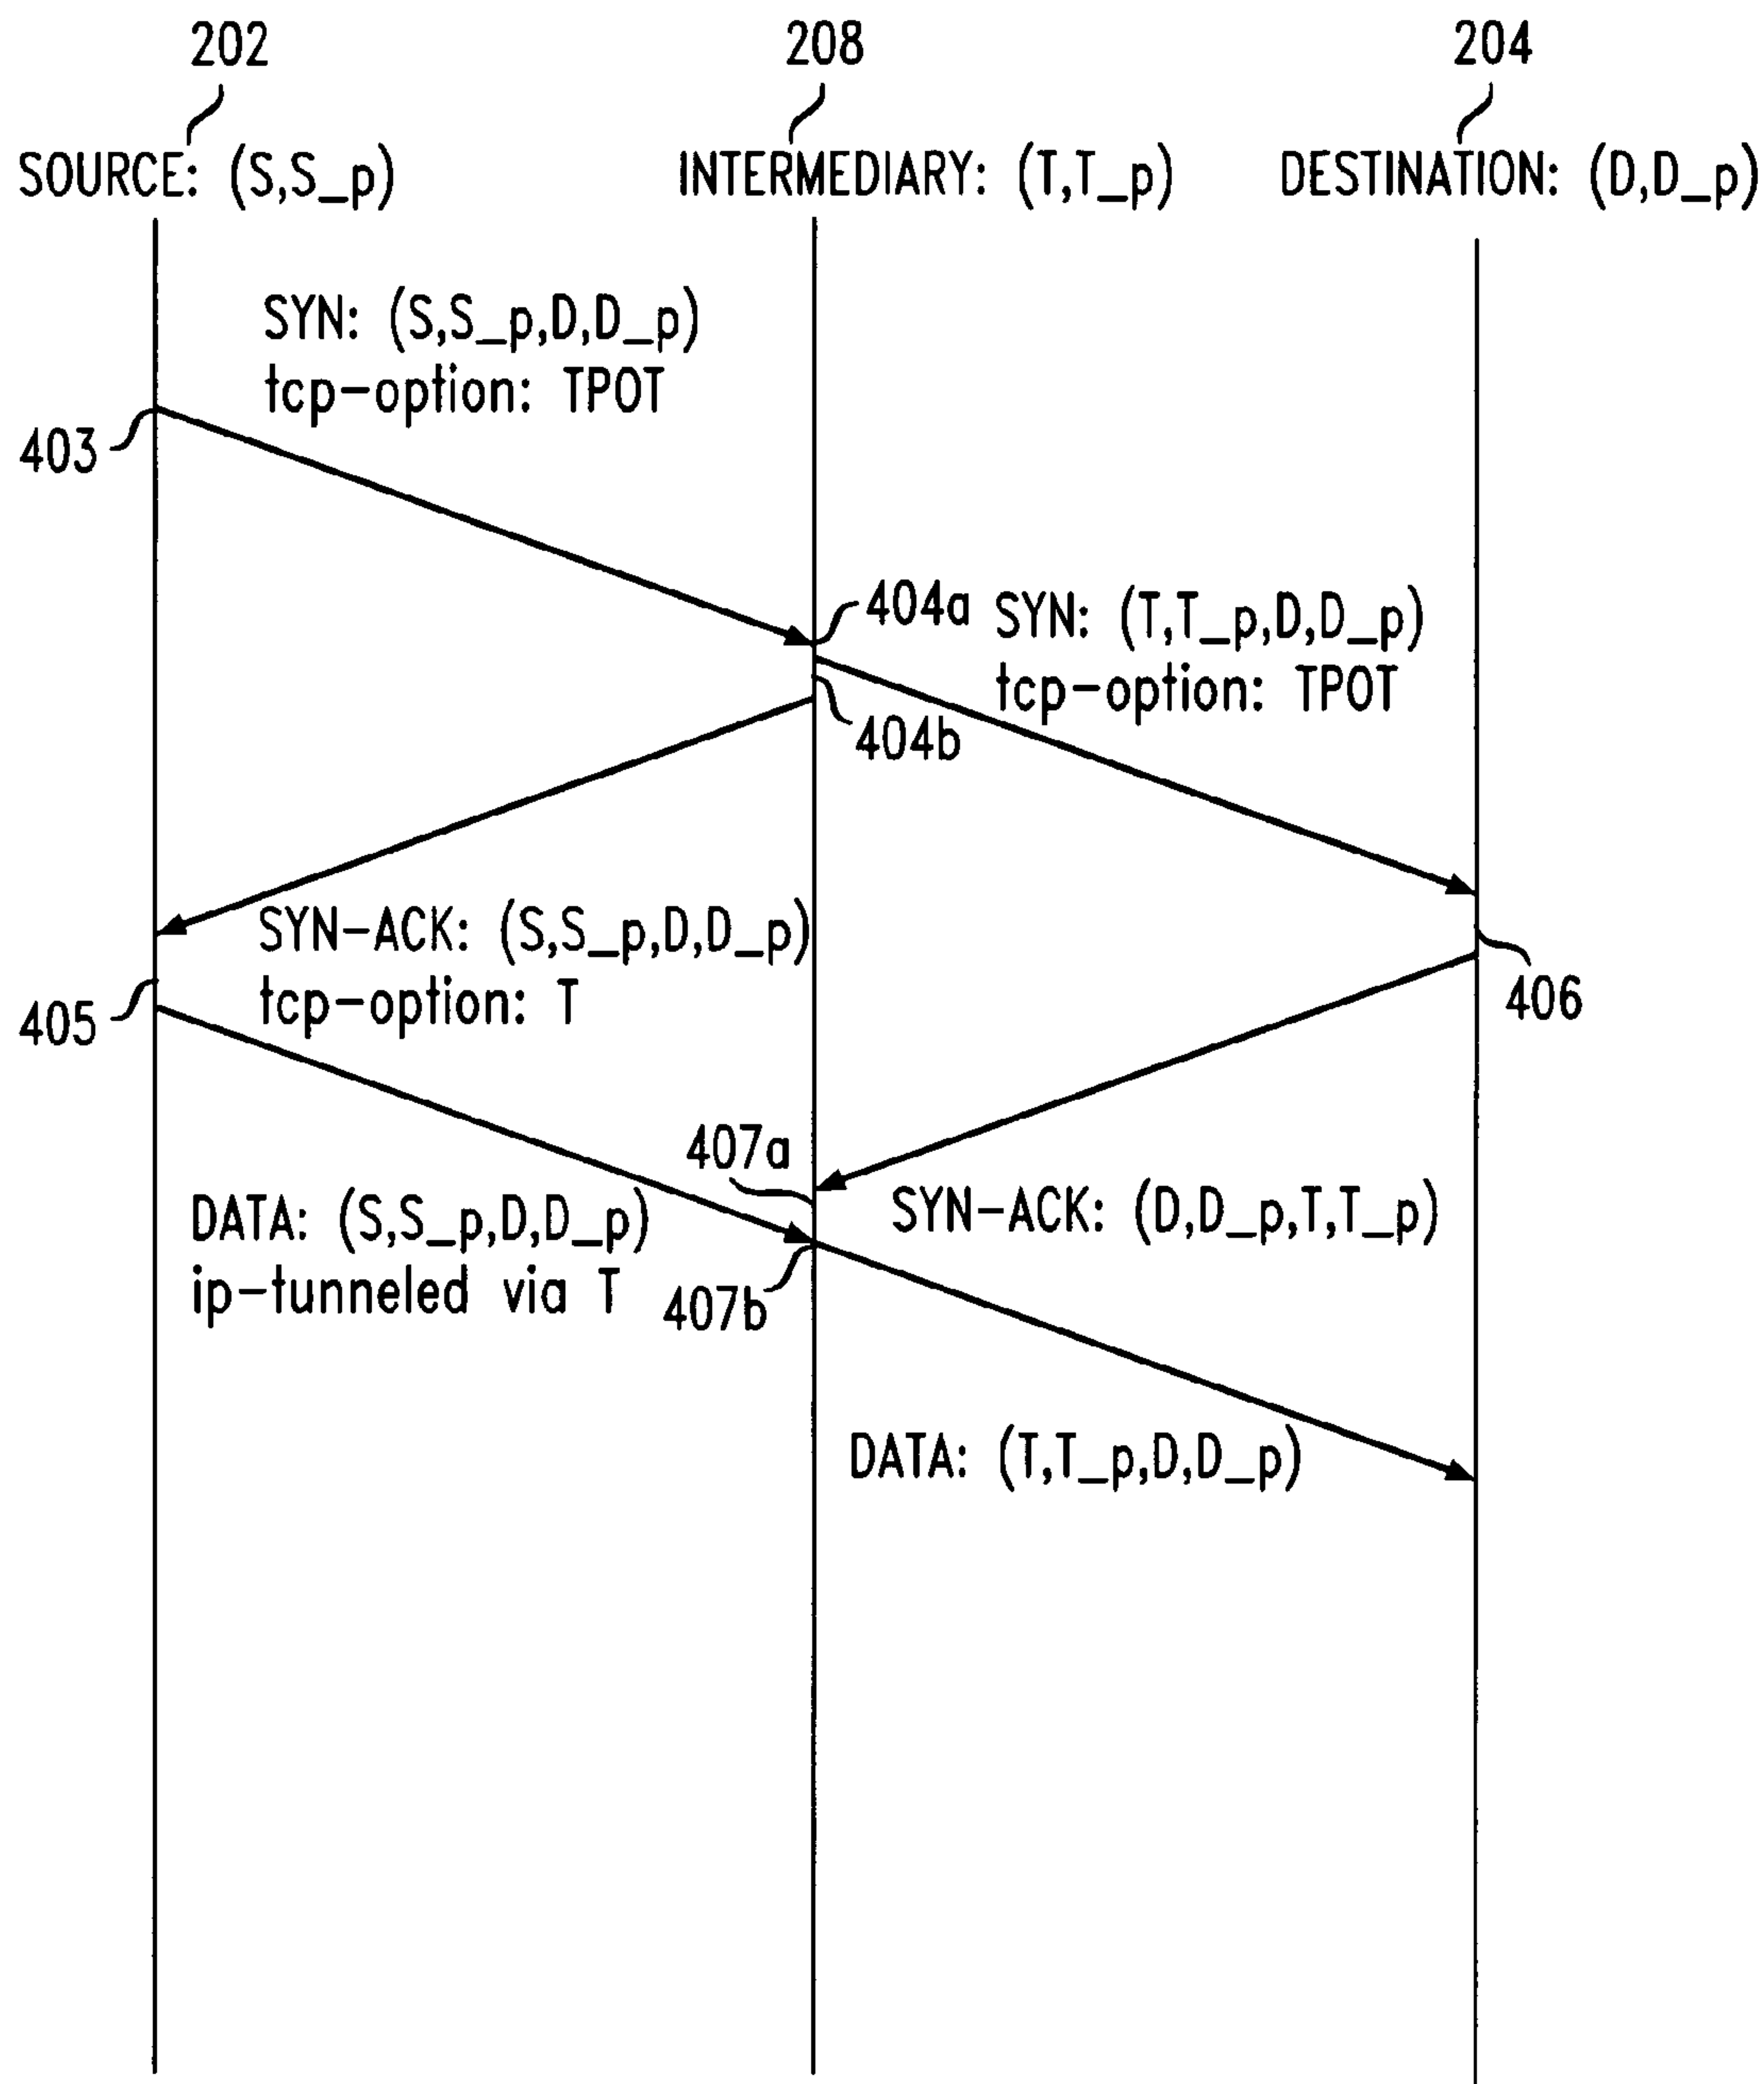 202
208
204
SOURCE: (S,S_p)
INTERMEDIARY: (T,T_p)
DESTINATION: (D,D_p)
SYN: (S,S_p,D,D_p)
tcp-option: TPOT
403
404a
SYN: (T,T_p,D,D_p)
tcp-option: TPOT
404b
SYN-ACK: (S,S_p,D,D_p)
tcp-option: T
405
406
407a
SYN-ACK: (D,D_p,T,T_p)
DATA: (S,S_p,D,D_p)
ip-tunneled via T
407b
DATA: (T,T_p,D,D_p)